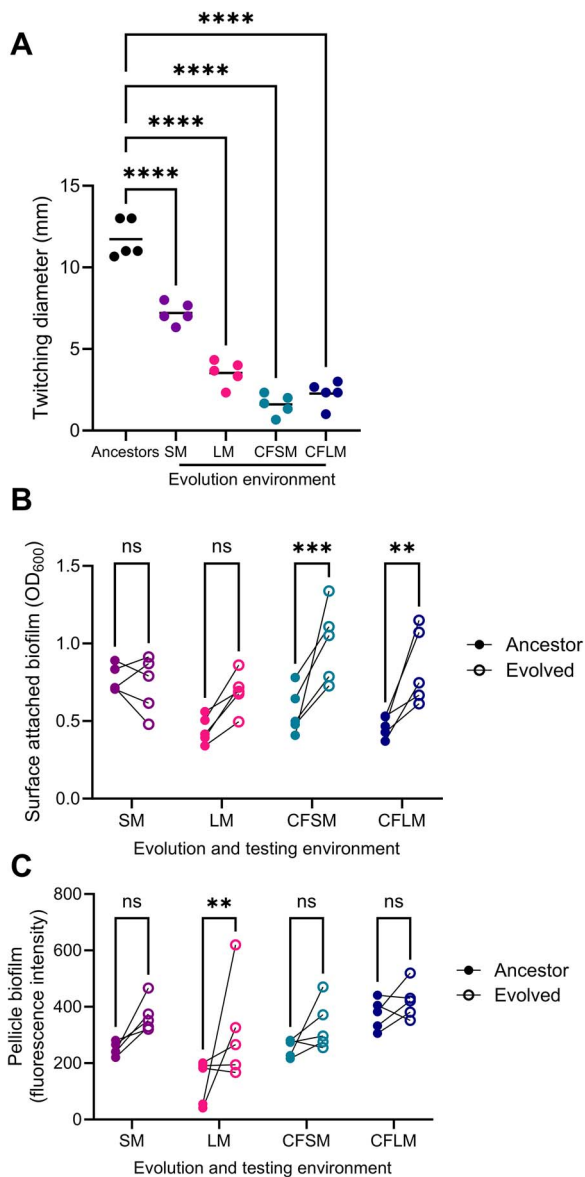 A
****
****
****
****
Twitching diameter (mm)
15
10
5
0
Ancestors SM LM CFSM CFLM
Evolution environment
B
ns ns *** **
Surface attached biofilm (OD600)
1.5
1.0
0.5
0.0
Ancestor
Evolved
SM LM CFSM CFLM
Evolution and testing environment
C
ns ** ns ns
Pellicle biofilm
(fluorescence intensity)
800
600
400
200
0
Ancestor
Evolved
SM LM CFSM CFLM
Evolution and testing environment